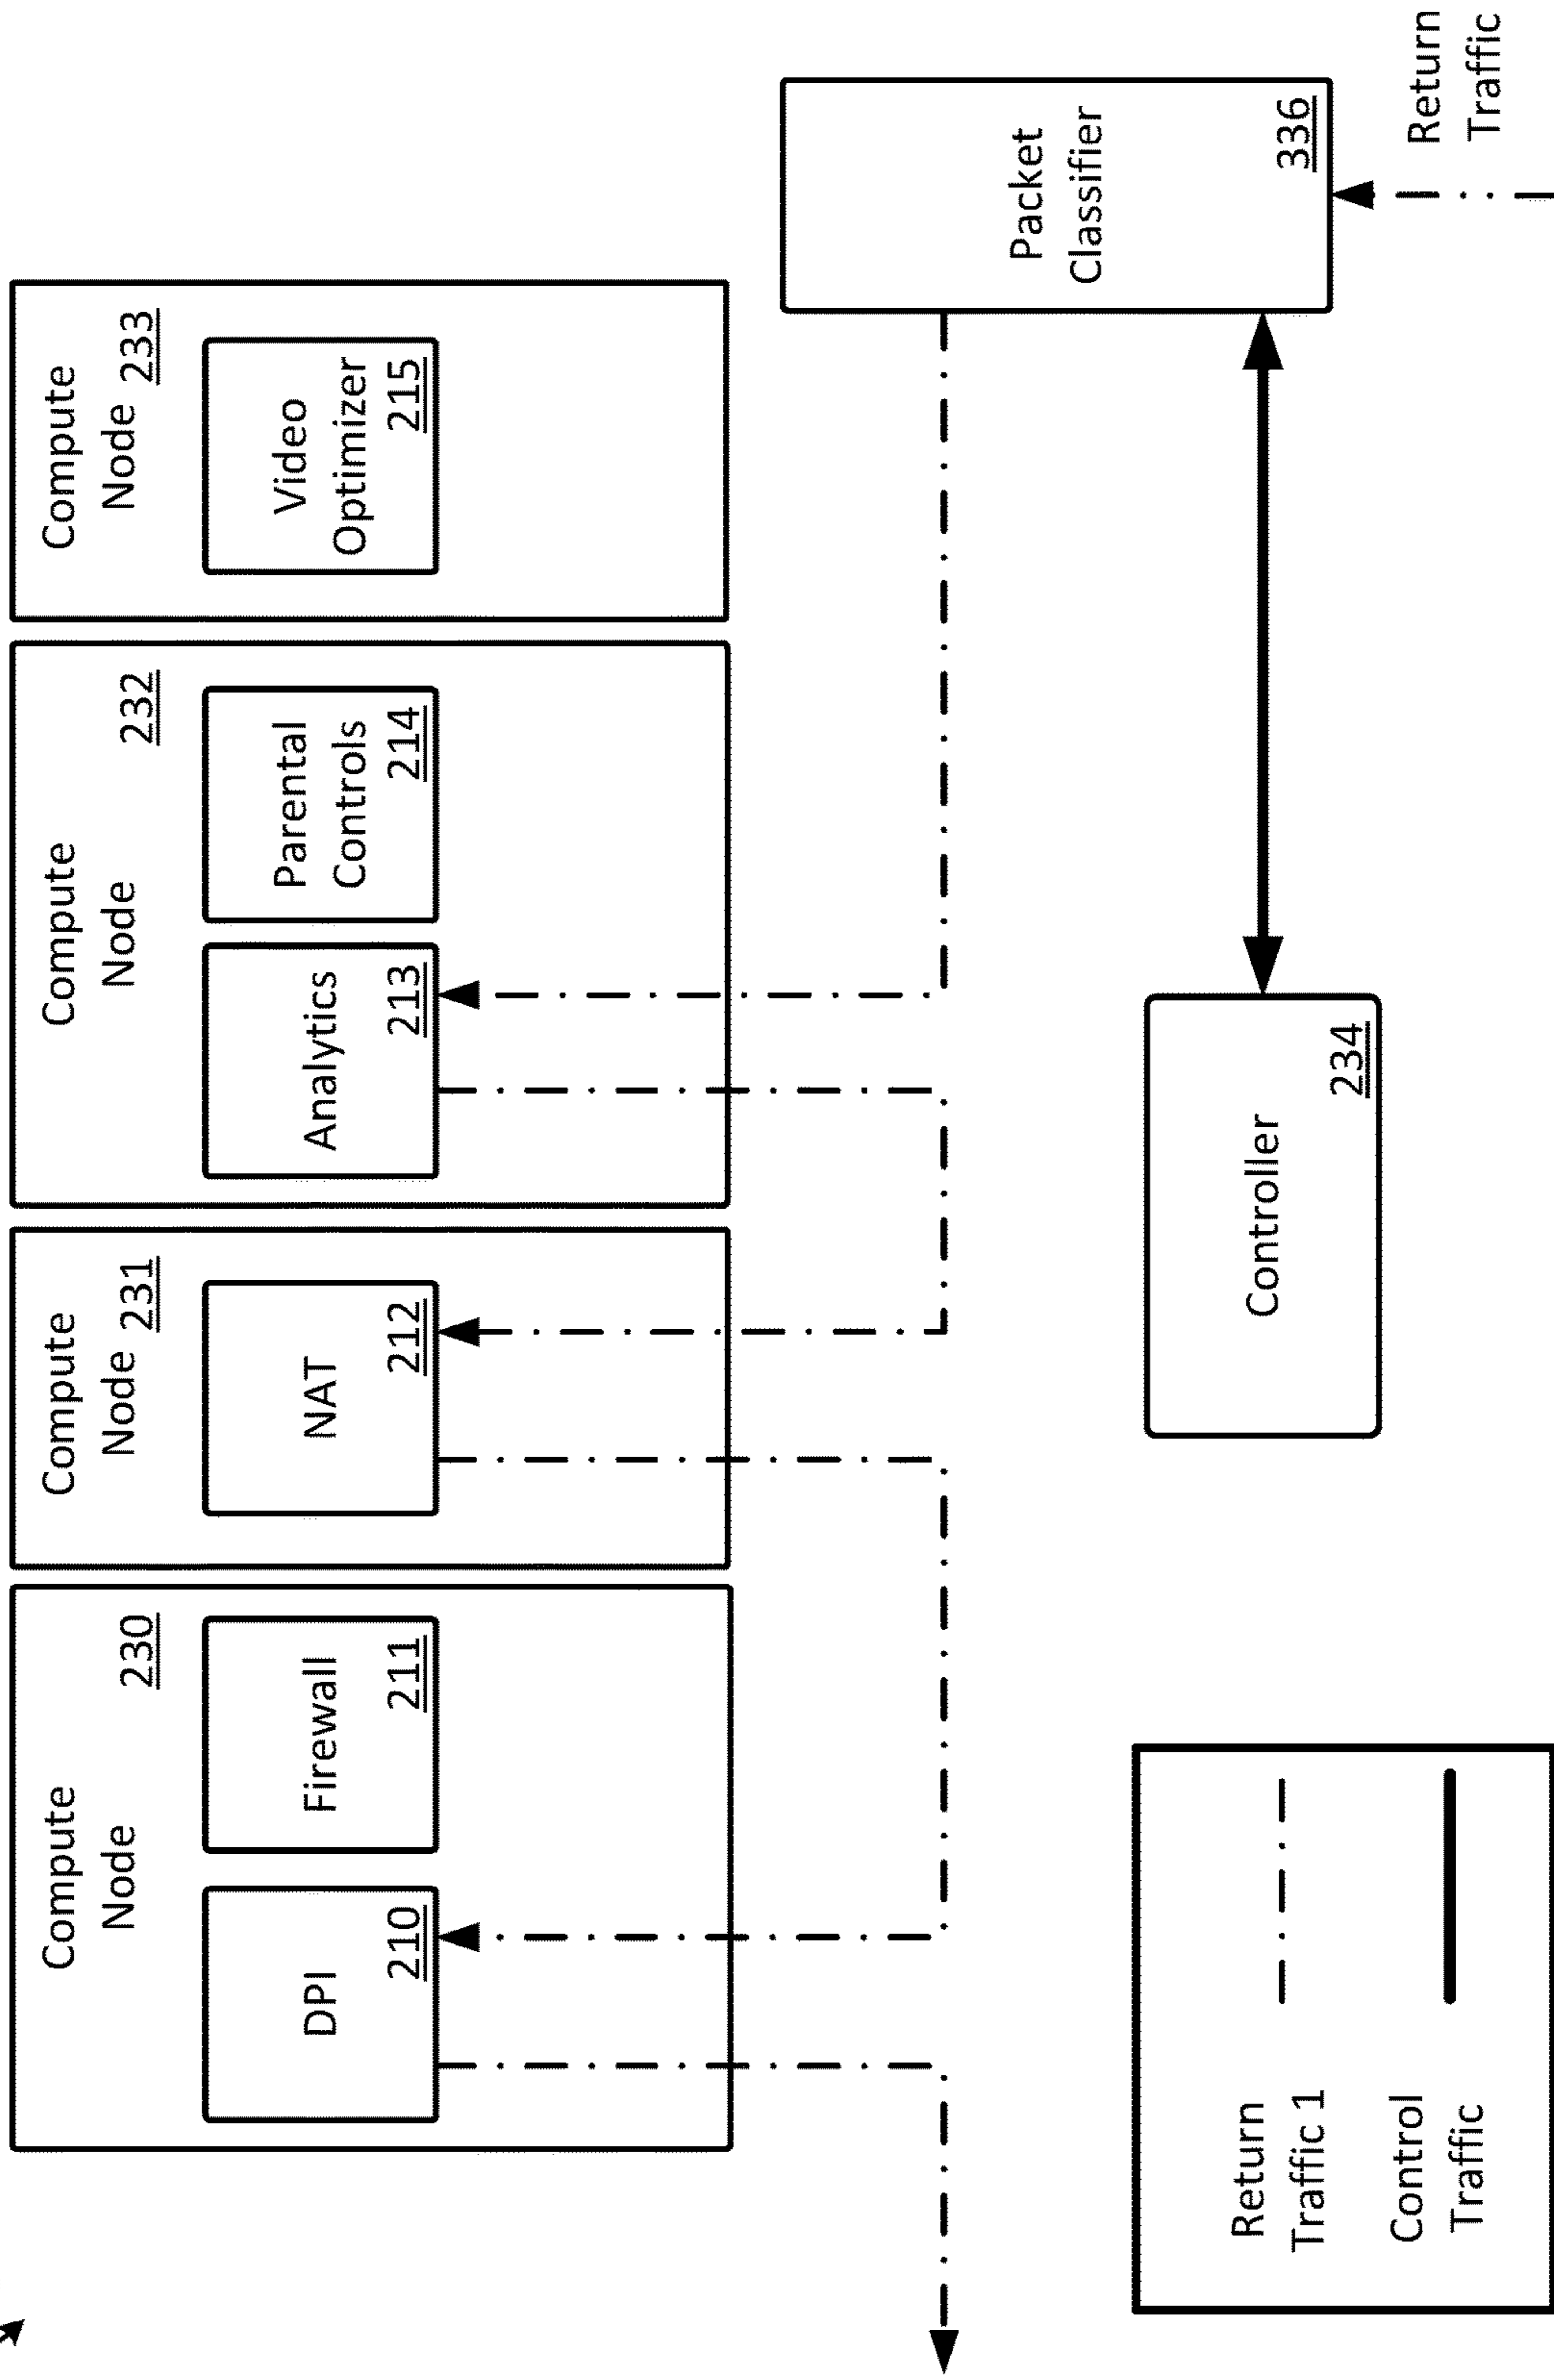 Compute
Node
230
DPI
210
Firewall
211
Compute
Node 231
NAT
212
Compute
Node
232
Analytics
213
Parental
Controls
214
Compute
Node 233
Video
Optimizer
215
Packet
Classifier
336
Controller
234
Return
Traffic
Return
Traffic 1
Control
Traffic